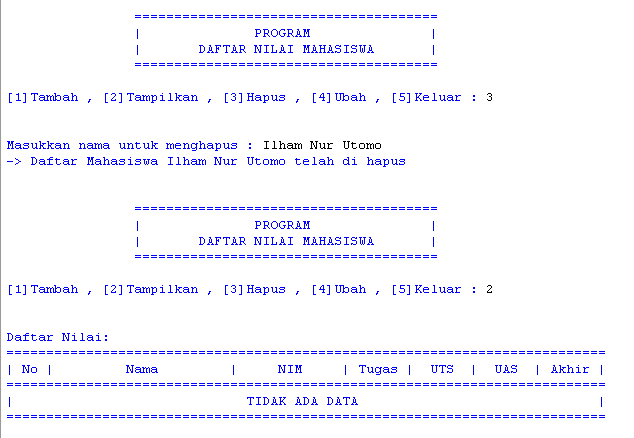 ======================================
| PROGRAM |
| DAFTAR NILAI MAHASISWA |
======================================
[1]Tambah , [2]Tampilkan , [3]Hapus , [4]Ubah , [5]Keluar : 3
Masukkan nama untuk menghapus : Ilham Nur Utomo
-> Daftar Mahasiswa Ilham Nur Utomo telah di hapus
======================================
| PROGRAM |
| DAFTAR NILAI MAHASISWA |
======================================
[1]Tambah , [2]Tampilkan , [3]Hapus , [4]Ubah , [5]Keluar : 2
Daftar Nilai:
===========================================================================
| No | Nama | NIM | Tugas | UTS | UAS | Akhir |
===========================================================================
| TIDAK ADA DATA |
===========================================================================